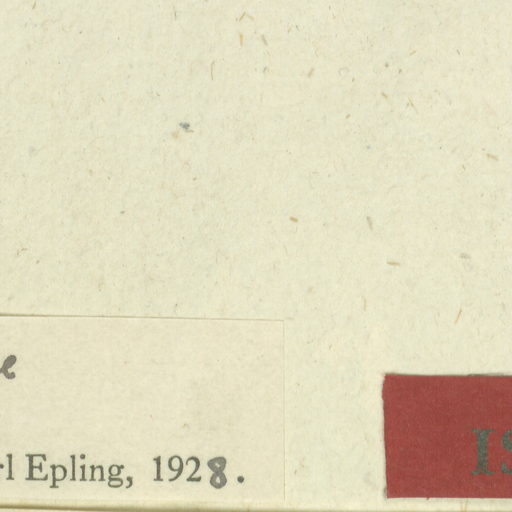 rl Epling, 1928.
IS